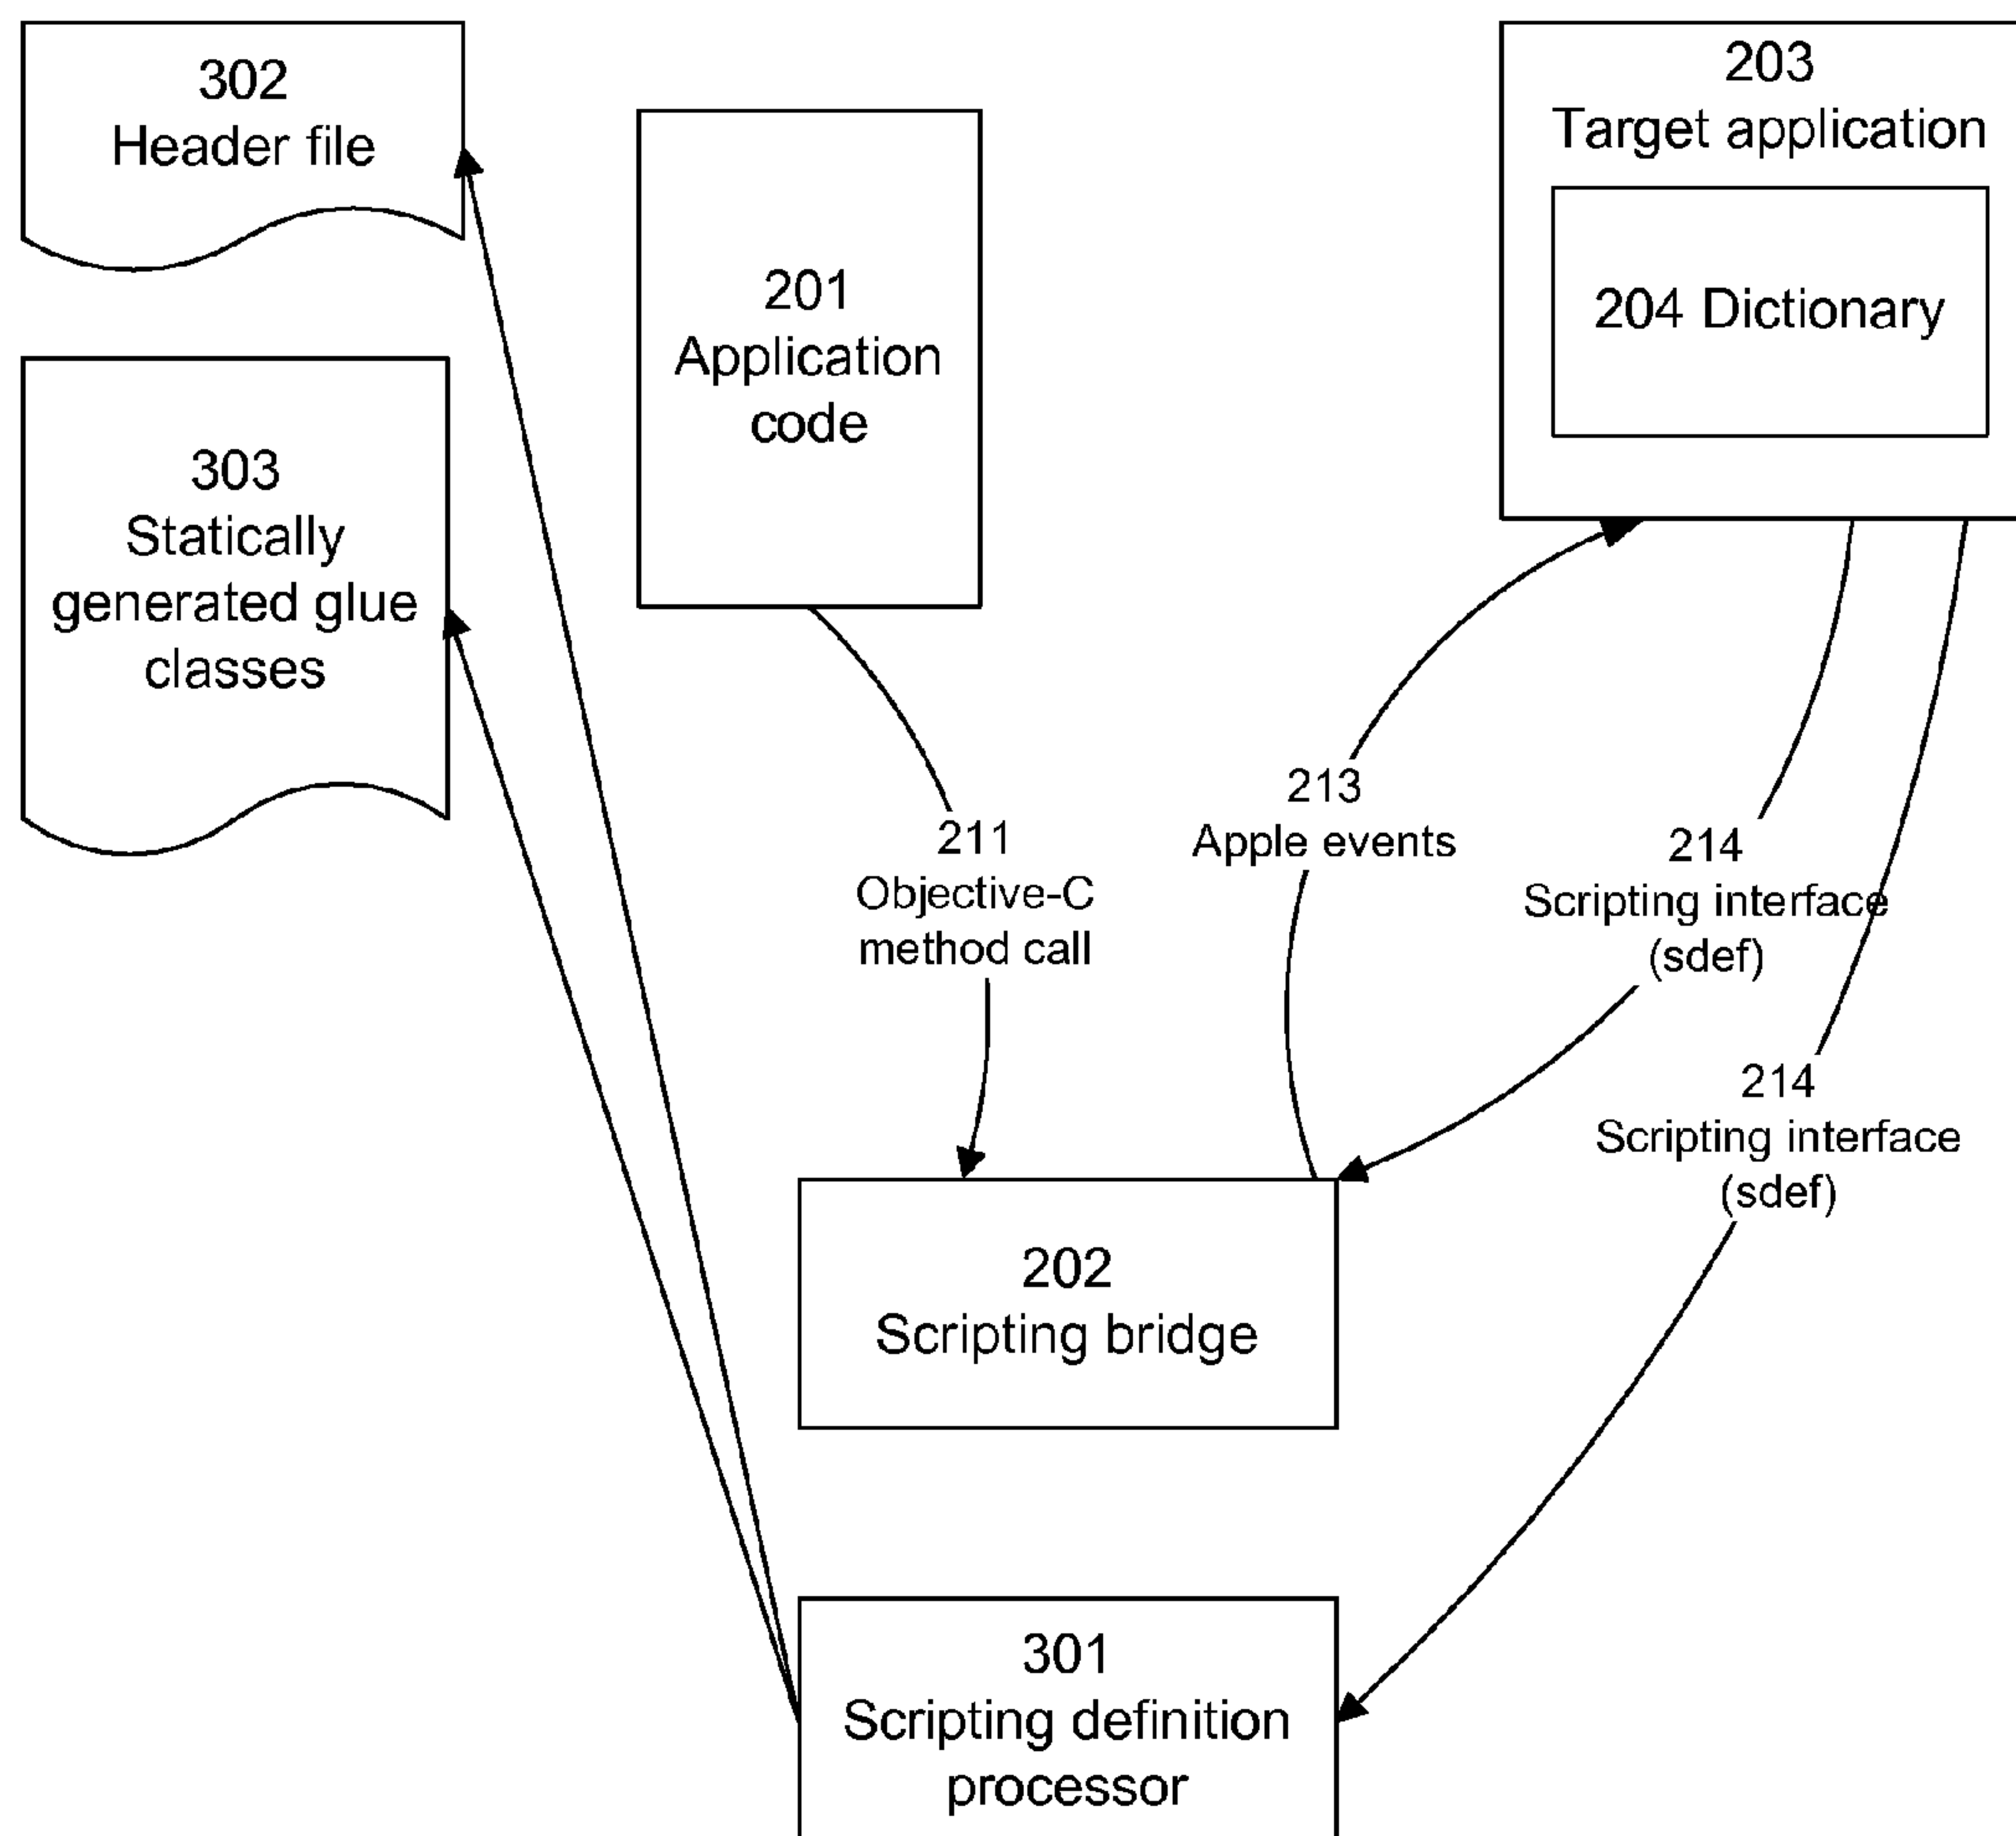 302
Header file
303
Statically
generated glue
classes
201
Application
code
203
Target application
204 Dictionary
211
Objective-C
method call
213
Apple events
214
Scripting interface
(sdef)
214
Scripting interface
(sdef)
202
Scripting bridge
301
Scripting definition
processor